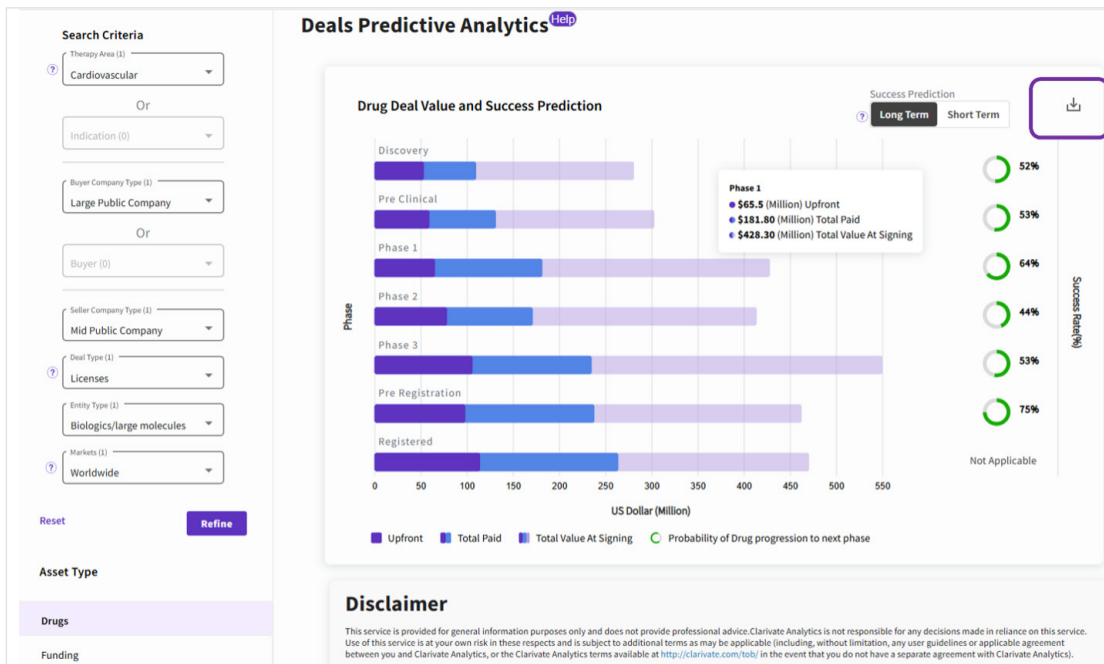 Deals Predictive Analytics Help
Search Criteria
Therapy Area (1)
? Cardiovascular
Or
Indication (0)
Buyer Company Type (1)
Large Public Company
Or
Buyer (0)
Seller Company Type (1)
Mid Public Company
Deal Type (1)
? Licenses
Entity Type (1)
Biologics/large molecules
Markets (1)
? Worldwide
Reset Refine
Asset Type
Drugs
Funding
Drug Deal Value and Success Prediction
Success Prediction
? Long Term Short Term
Discovery
52%
Pre Clinical
53%
Phase 1
64%
Phase 2
44%
Phase 3
53%
Pre Registration
75%
Registered
Not Applicable
Phase 1
$65.5 (Million) Upfront
$181.80 (Million) Total Paid
$428.30 (Million) Total Value At Signing
Phase
Success Rate(%)
0 50 100 150 200 250 300 350 400 450 500 550
US Dollar (Million)
Upfront Total Paid Total Value At Signing Probability of Drug progression to next phase
Disclaimer
This service is provided for general information purposes only and does not provide professional advice.Clarivate Analytics is not responsible for any decisions made in reliance on this service.
Use of this service is at your own risk in these respects and is subject to additional terms as may be applicable (including, without limitation, any user guidelines or applicable agreement
between you and Clarivate Analytics, or the Clarivate Analytics terms available at http://clarivate.com/tob/ in the event that you do not have a separate agreement with Clarivate Analytics).